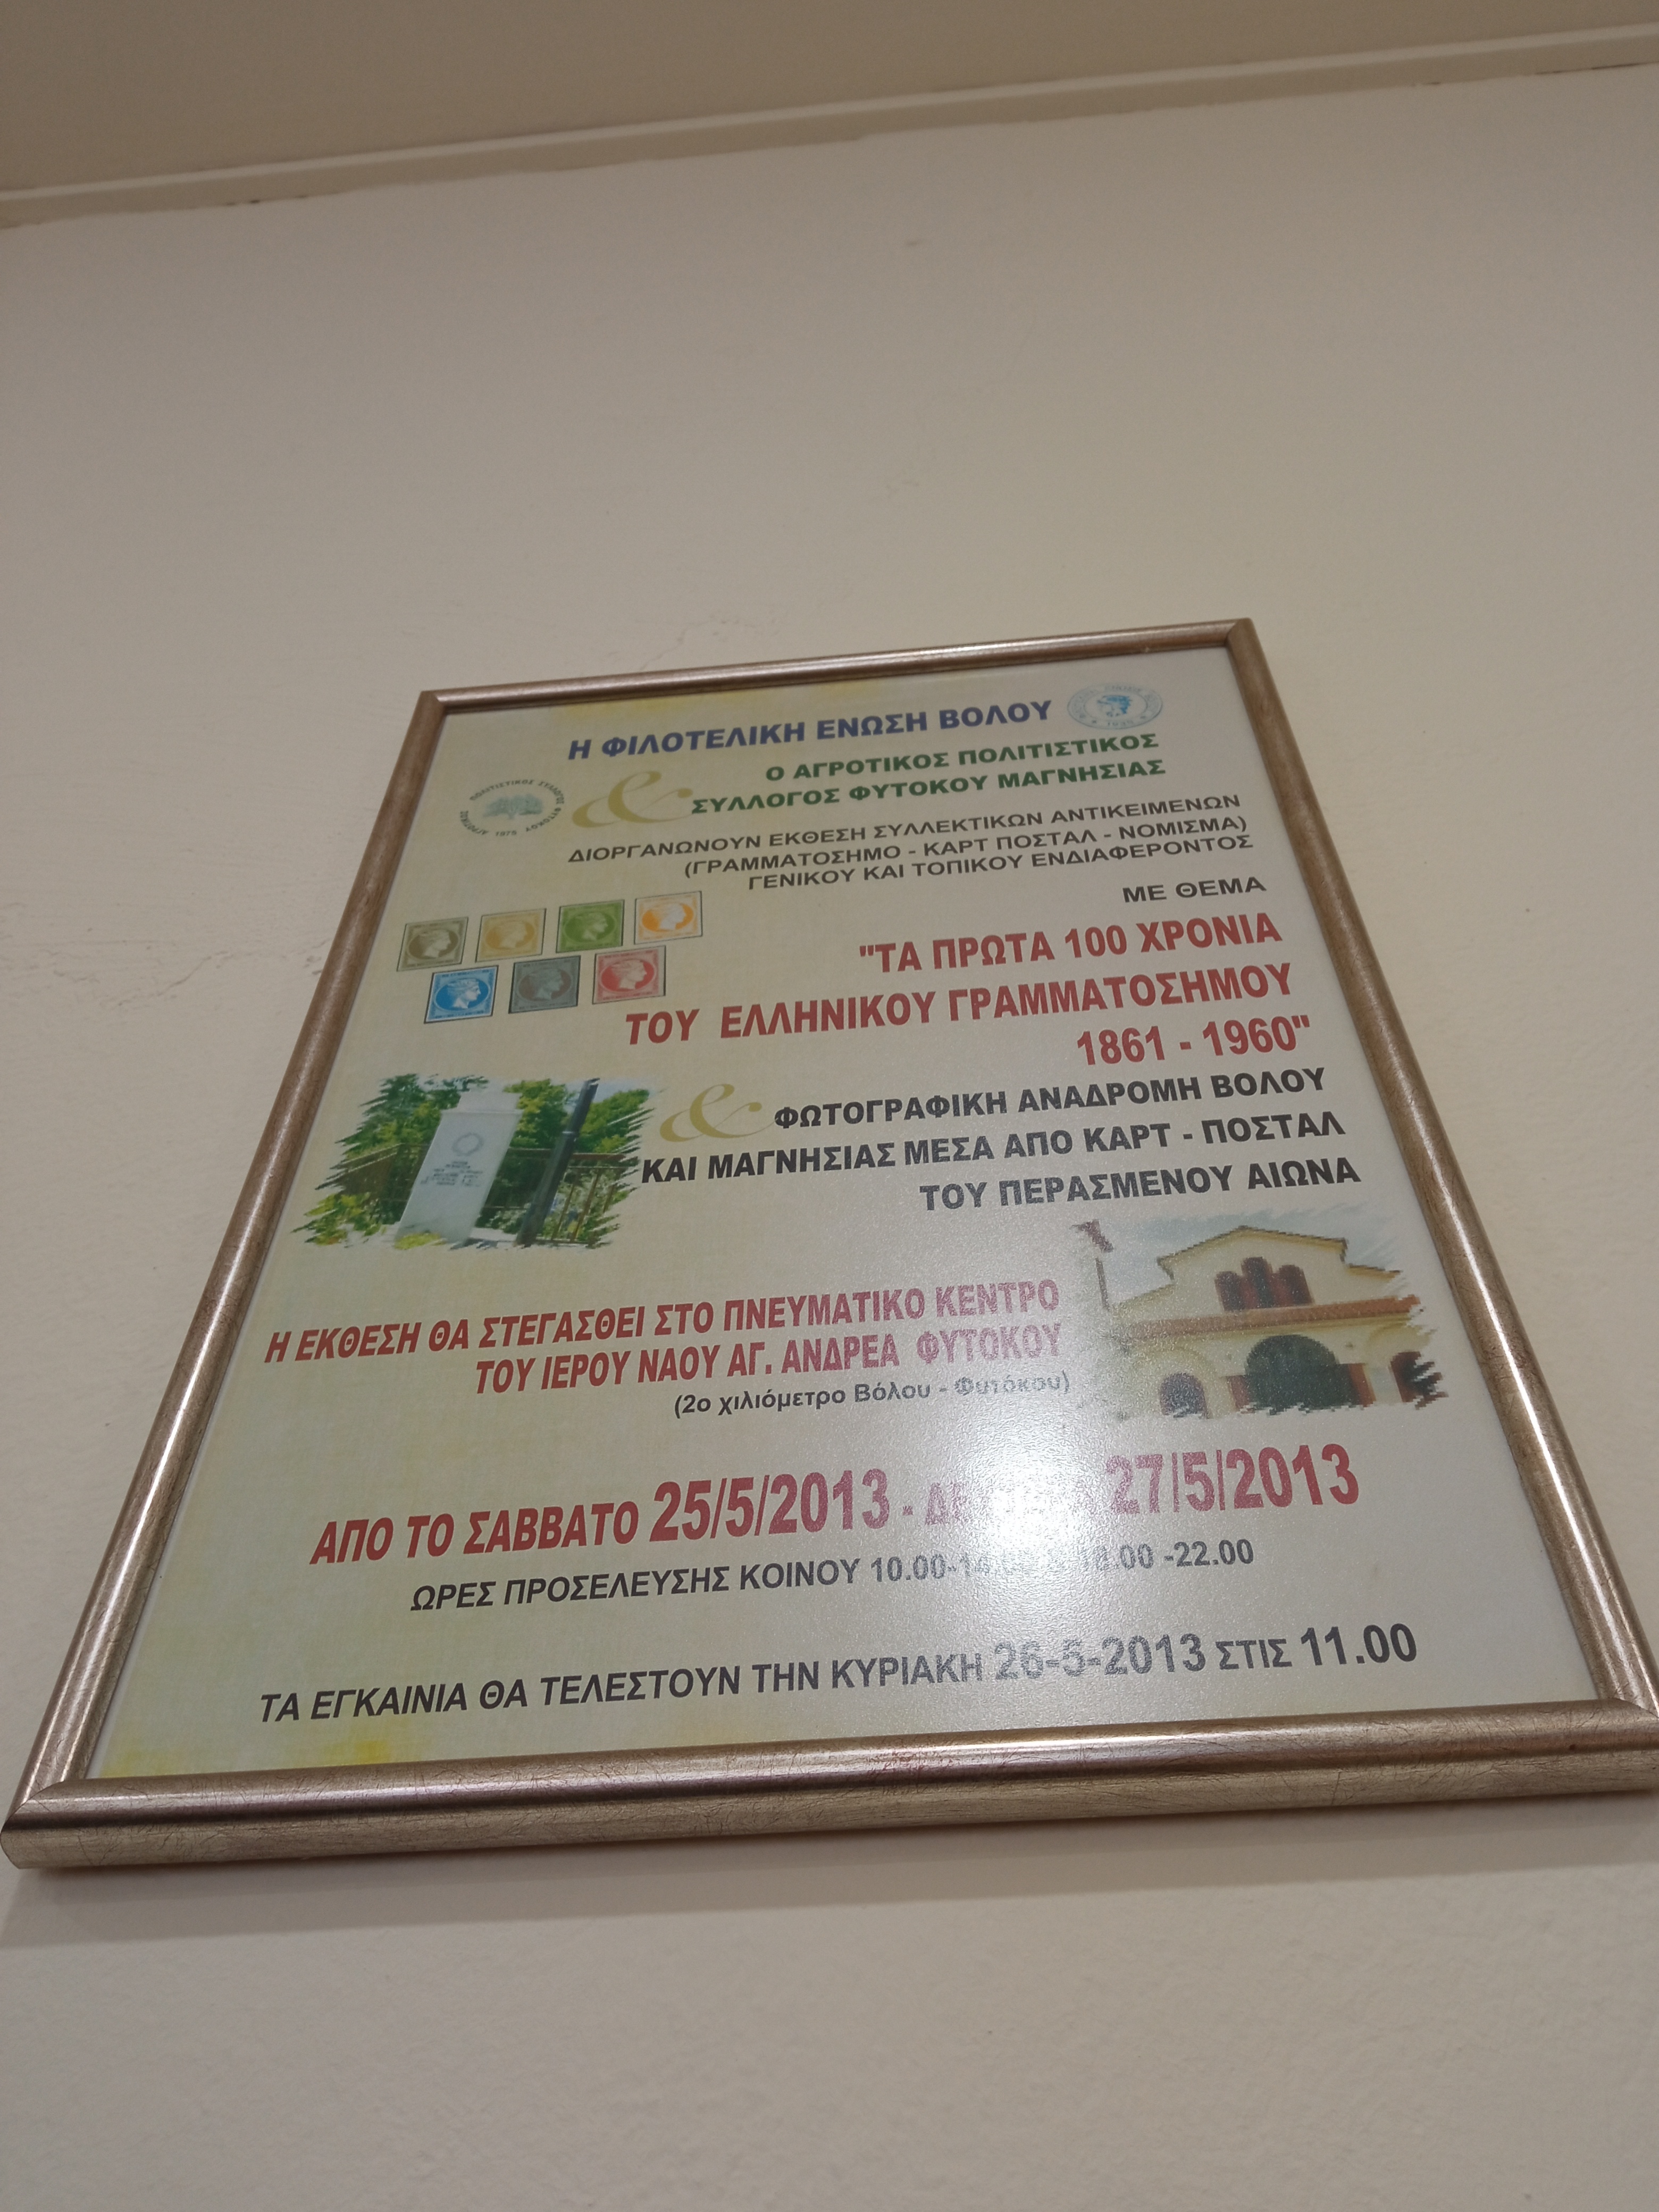 Η ΦΙΛΟΤΕΛΙΚΗ ΕΝΩΣΗ ΒΟΛΟΥ
& Ο ΑΓΡΟΤΙΚΟΣ ΠΟΛΙΤΙΣΤΙΚΟΣ
ΣΥΛΛΟΓΟΣ ΦΥΤΟΚΟΥ ΜΑΓΝΗΣΙΑΣ
ΑΓΡΟΤΙΚΟΣ ΠΟΛΙΤΙΣΤΙΚΟΣ ΣΥΛΛΟΓΟΣ ΦΥΤΟΚΟΥ
ΔΙΟΡΓΑΝΩΝΟΥΝ ΕΚΘΕΣΗ ΣΥΛΛΕΚΤΙΚΩΝ ΑΝΤΙΚΕΙΜΕΝΩΝ
(ΓΡΑΜΜΑΤΟΣΗΜΟ - ΚΑΡΤ ΠΟΣΤΑΛ - ΝΟΜΙΣΜΑ)
ΓΕΝΙΚΟΥ ΚΑΙ ΤΟΠΙΚΟΥ ΕΝΔΙΑΦΕΡΟΝΤΟΣ
ΜΕ ΘΕΜΑ
"ΤΑ ΠΡΩΤΑ 100 ΧΡΟΝΙΑ
ΤΟΥ ΕΛΛΗΝΙΚΟΥ ΓΡΑΜΜΑΤΟΣΗΜΟΥ
1861 - 1960"
& ΦΩΤΟΓΡΑΦΙΚΗ ΑΝΑΔΡΟΜΗ ΒΟΛΟΥ
ΚΑΙ ΜΑΓΝΗΣΙΑΣ ΜΕΣΑ ΑΠΟ ΚΑΡΤ - ΠΟΣΤΑΛ
ΤΟΥ ΠΕΡΑΣΜΕΝΟΥ ΑΙΩΝΑ
Η ΕΚΘΕΣΗ ΘΑ ΣΤΕΓΑΣΘΕΙ ΣΤΟ ΠΝΕΥΜΑΤΙΚΟ ΚΕΝΤΡΟ
ΤΟΥ ΙΕΡΟΥ ΝΑΟΥ ΑΓ. ΑΝΔΡΕΑ ΦΥΤΟΚΟΥ
(2ο χιλιόμετρο Βόλου - Φυτόκου)
ΑΠΟ ΤΟ ΣΑΒΒΑΤΟ 25/5/2013 - 27/5/2013
ΩΡΕΣ ΠΡΟΣΕΛΕΥΣΗΣ ΚΟΙΝΟΥ 10.00- -22.00
ΤΑ ΕΓΚΑΙΝΙΑ ΘΑ ΤΕΛΕΣΤΟΥΝ ΤΗΝ ΚΥΡΙΑΚΗ 26-5-2013 ΣΤΙΣ 11.00